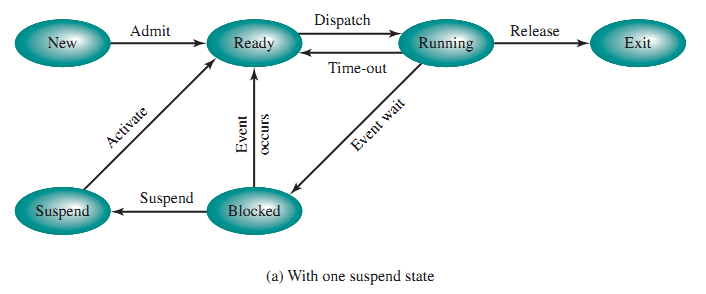 Dispatch
Admit
Release
New
Ready
Running
Exit
Time-out
Activate
Event
occurs
Event wait
Suspend
Suspend
Blocked
(a) With one suspend state